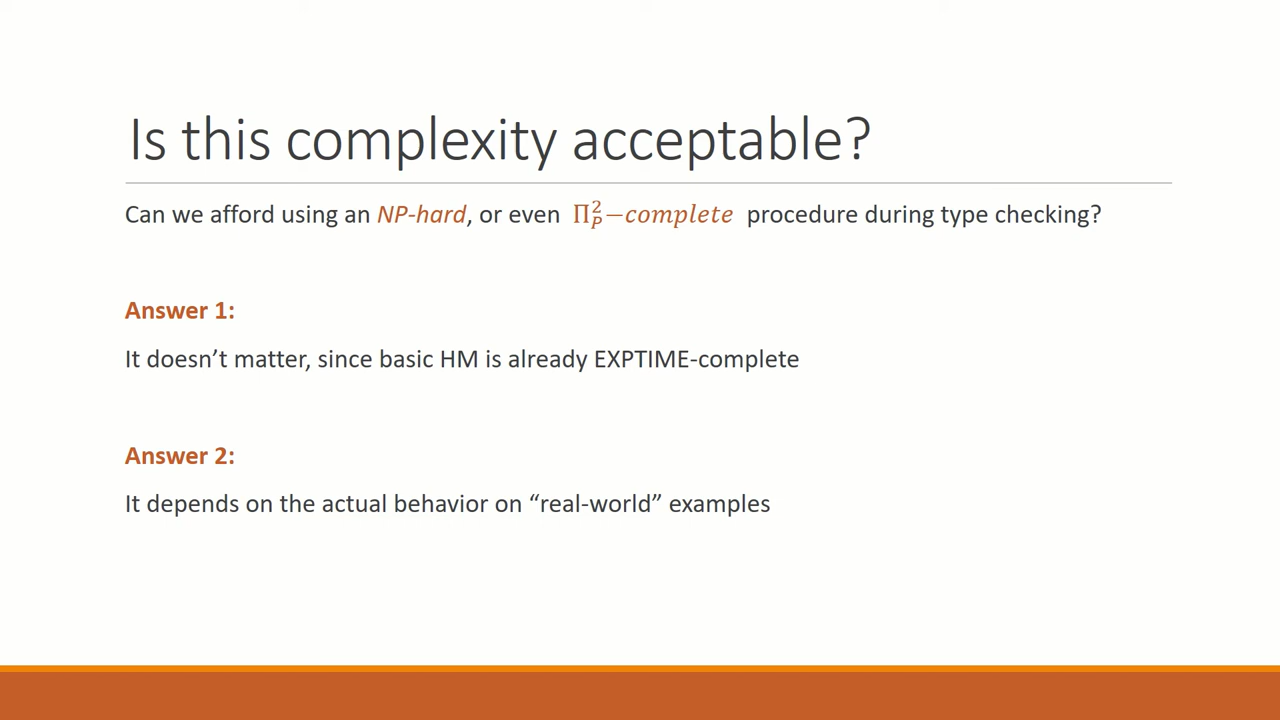 Is this complexity acceptable?
Can we afford using an NP-hard, or even Π²ₚ−complete procedure during type checking?
Answer 1:
It doesn’t matter, since basic HM is already EXPTIME-complete
Answer 2:
It depends on the actual behavior on “real-world” examples